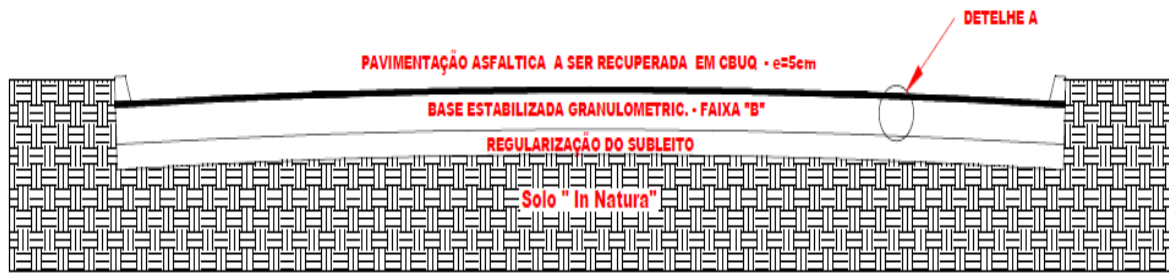 DETELHE A
PAVIMENTAÇÃO ASFALTICA A SER RECUPERADA EM CBUQ - e=5cm
BASE ESTABILIZADA GRANULOMETRIC. - FAIXA "B"
REGULARIZAÇÃO DO SUBLEITO
Solo " In Natura"